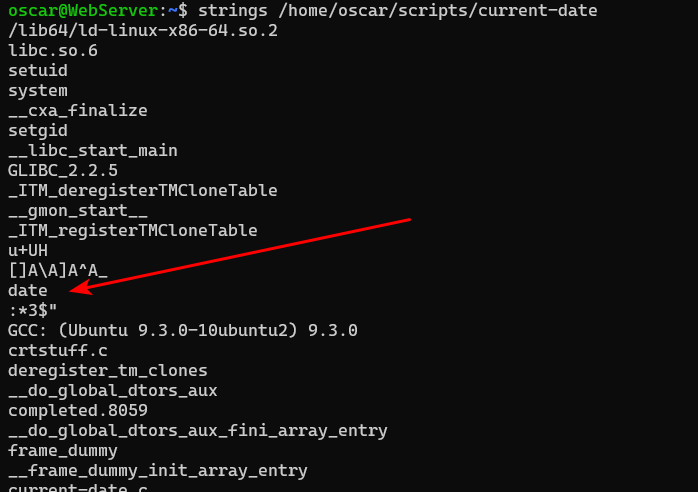 oscar@WebServer:~$ strings /home/oscar/scripts/current-date
/lib64/ld-linux-x86-64.so.2
libc.so.6
setuid
system
__cxa_finalize
setgid
__libc_start_main
GLIBC_2.2.5
_ITM_deregisterTMCloneTable
__gmon_start__
_ITM_registerTMCloneTable
u+UH
[]A\A]A^A_
date
:*3$"
GCC: (Ubuntu 9.3.0-10ubuntu2) 9.3.0
crtstuff.c
deregister_tm_clones
__do_global_dtors_aux
completed.8059
__do_global_dtors_aux_fini_array_entry
frame_dummy
__frame_dummy_init_array_entry
current-date.c